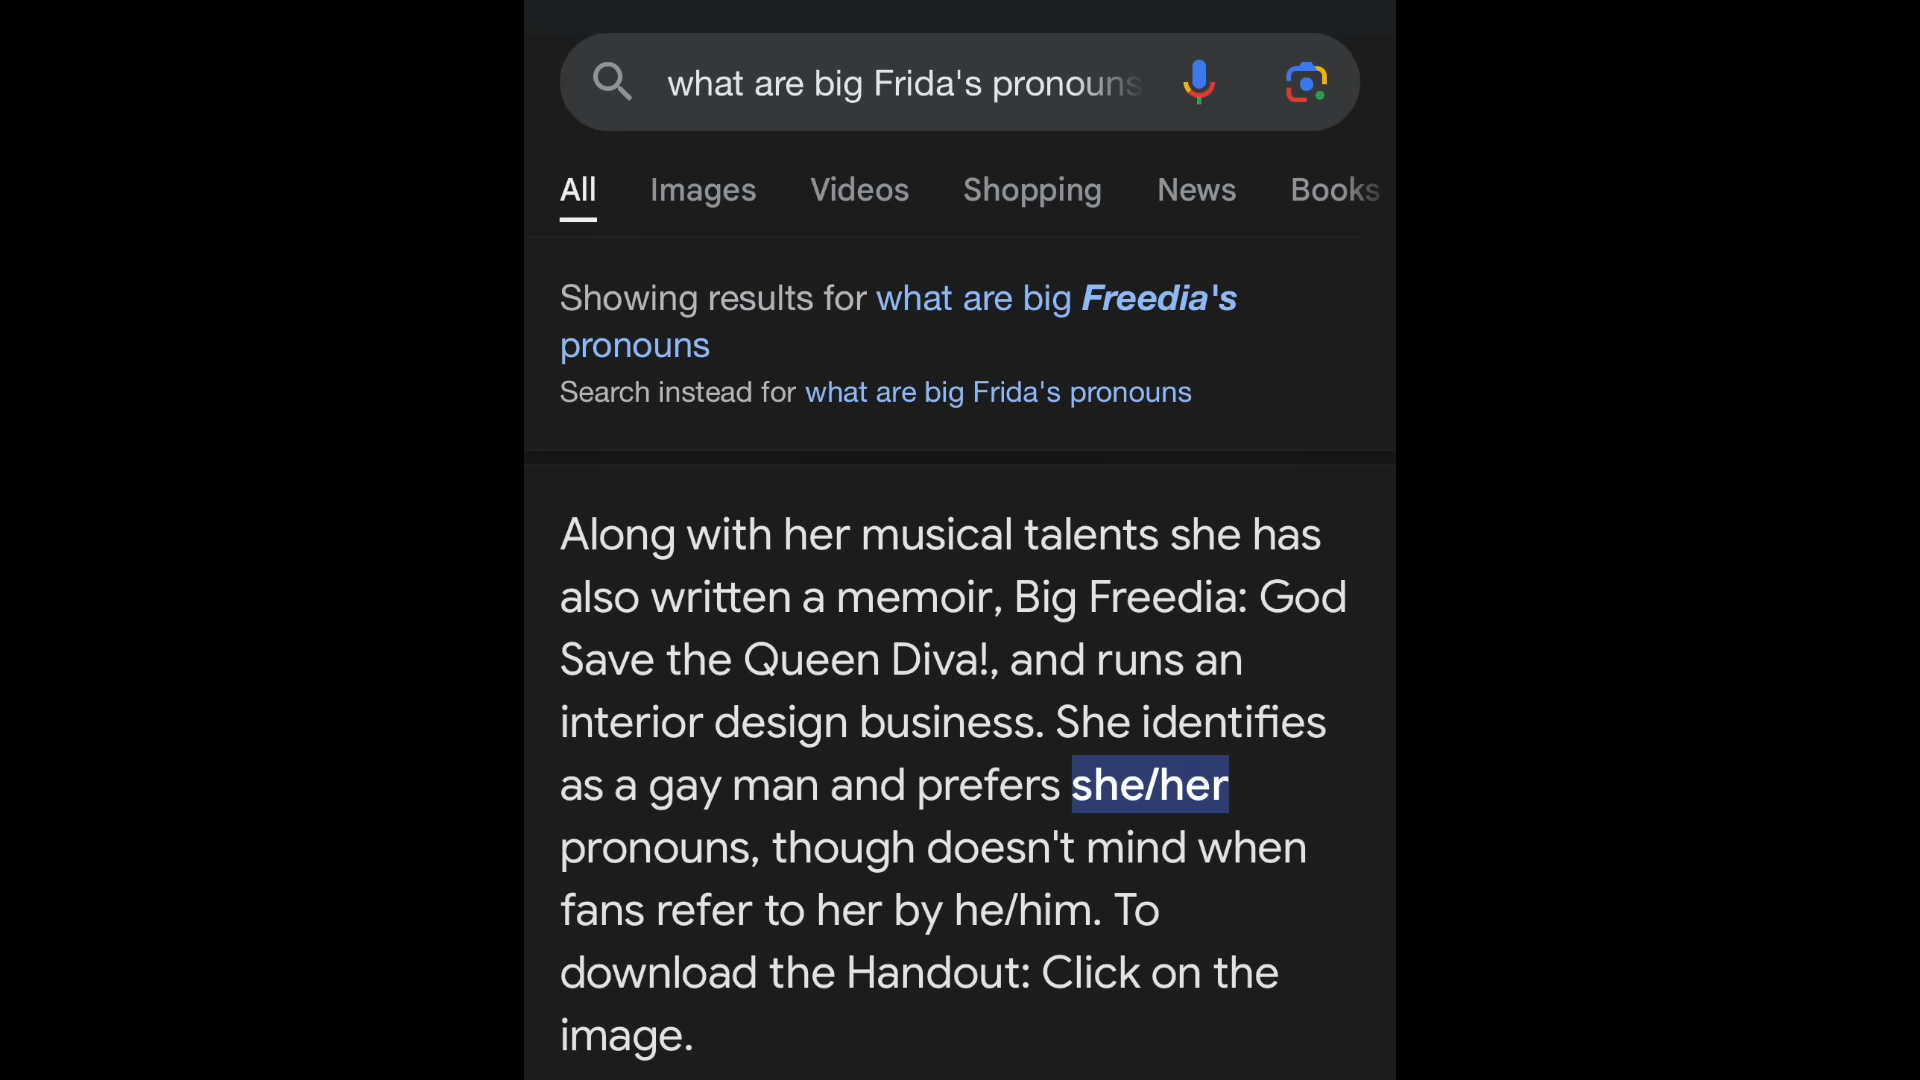 what are big Frida's pronouns
All Images Videos Shopping News Books
Showing results for what are big Freedia's
pronouns
Search instead for what are big Frida's pronouns
Along with her musical talents she has
also written a memoir, Big Freedia: God
Save the Queen Diva!, and runs an
interior design business. She identifies
as a gay man and prefers she/her
pronouns, though doesn't mind when
fans refer to her by he/him. To
download the Handout: Click on the
image.